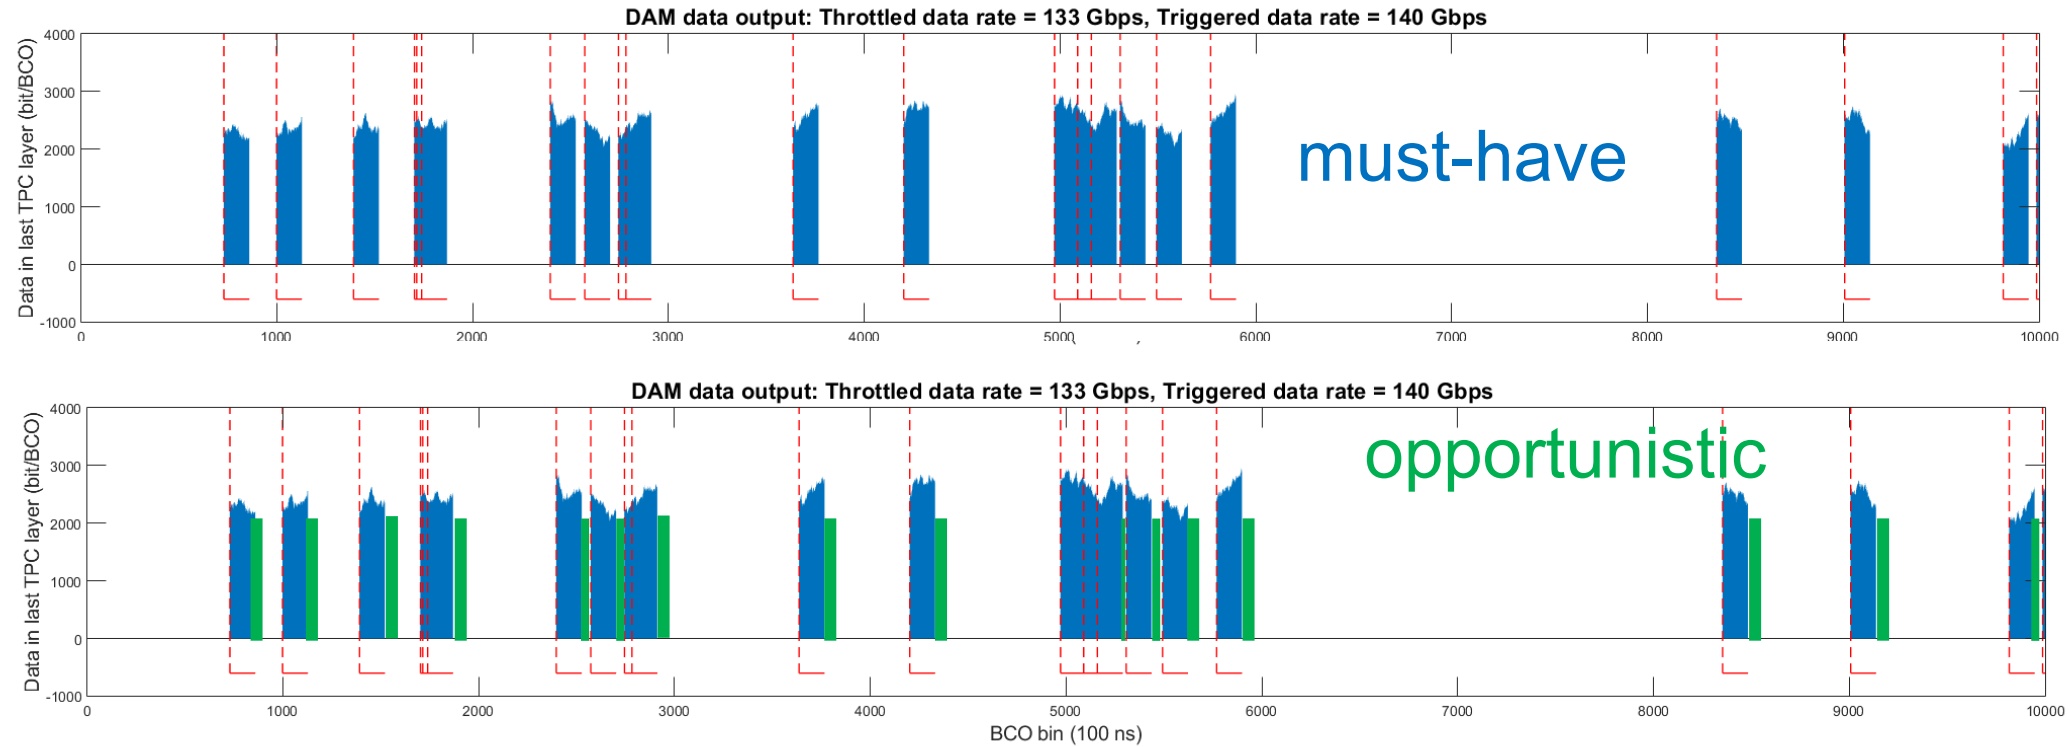 DAM data output: Throttled data rate = 133 Gbps, Triggered data rate = 140 Gbps
Data in last TPC layer (bit/BCO)
4000
3000
2000
1000
0
-1000
must-have
0 1000 2000 3000 4000 5000 6000 7000 8000 9000 10000
DAM data output: Throttled data rate = 133 Gbps, Triggered data rate = 140 Gbps
Data in last TPC layer (bit/BCO)
4000
3000
2000
1000
0
-1000
opportunistic
0 1000 2000 3000 4000 5000 6000 7000 8000 9000 10000
BCO bin (100 ns)